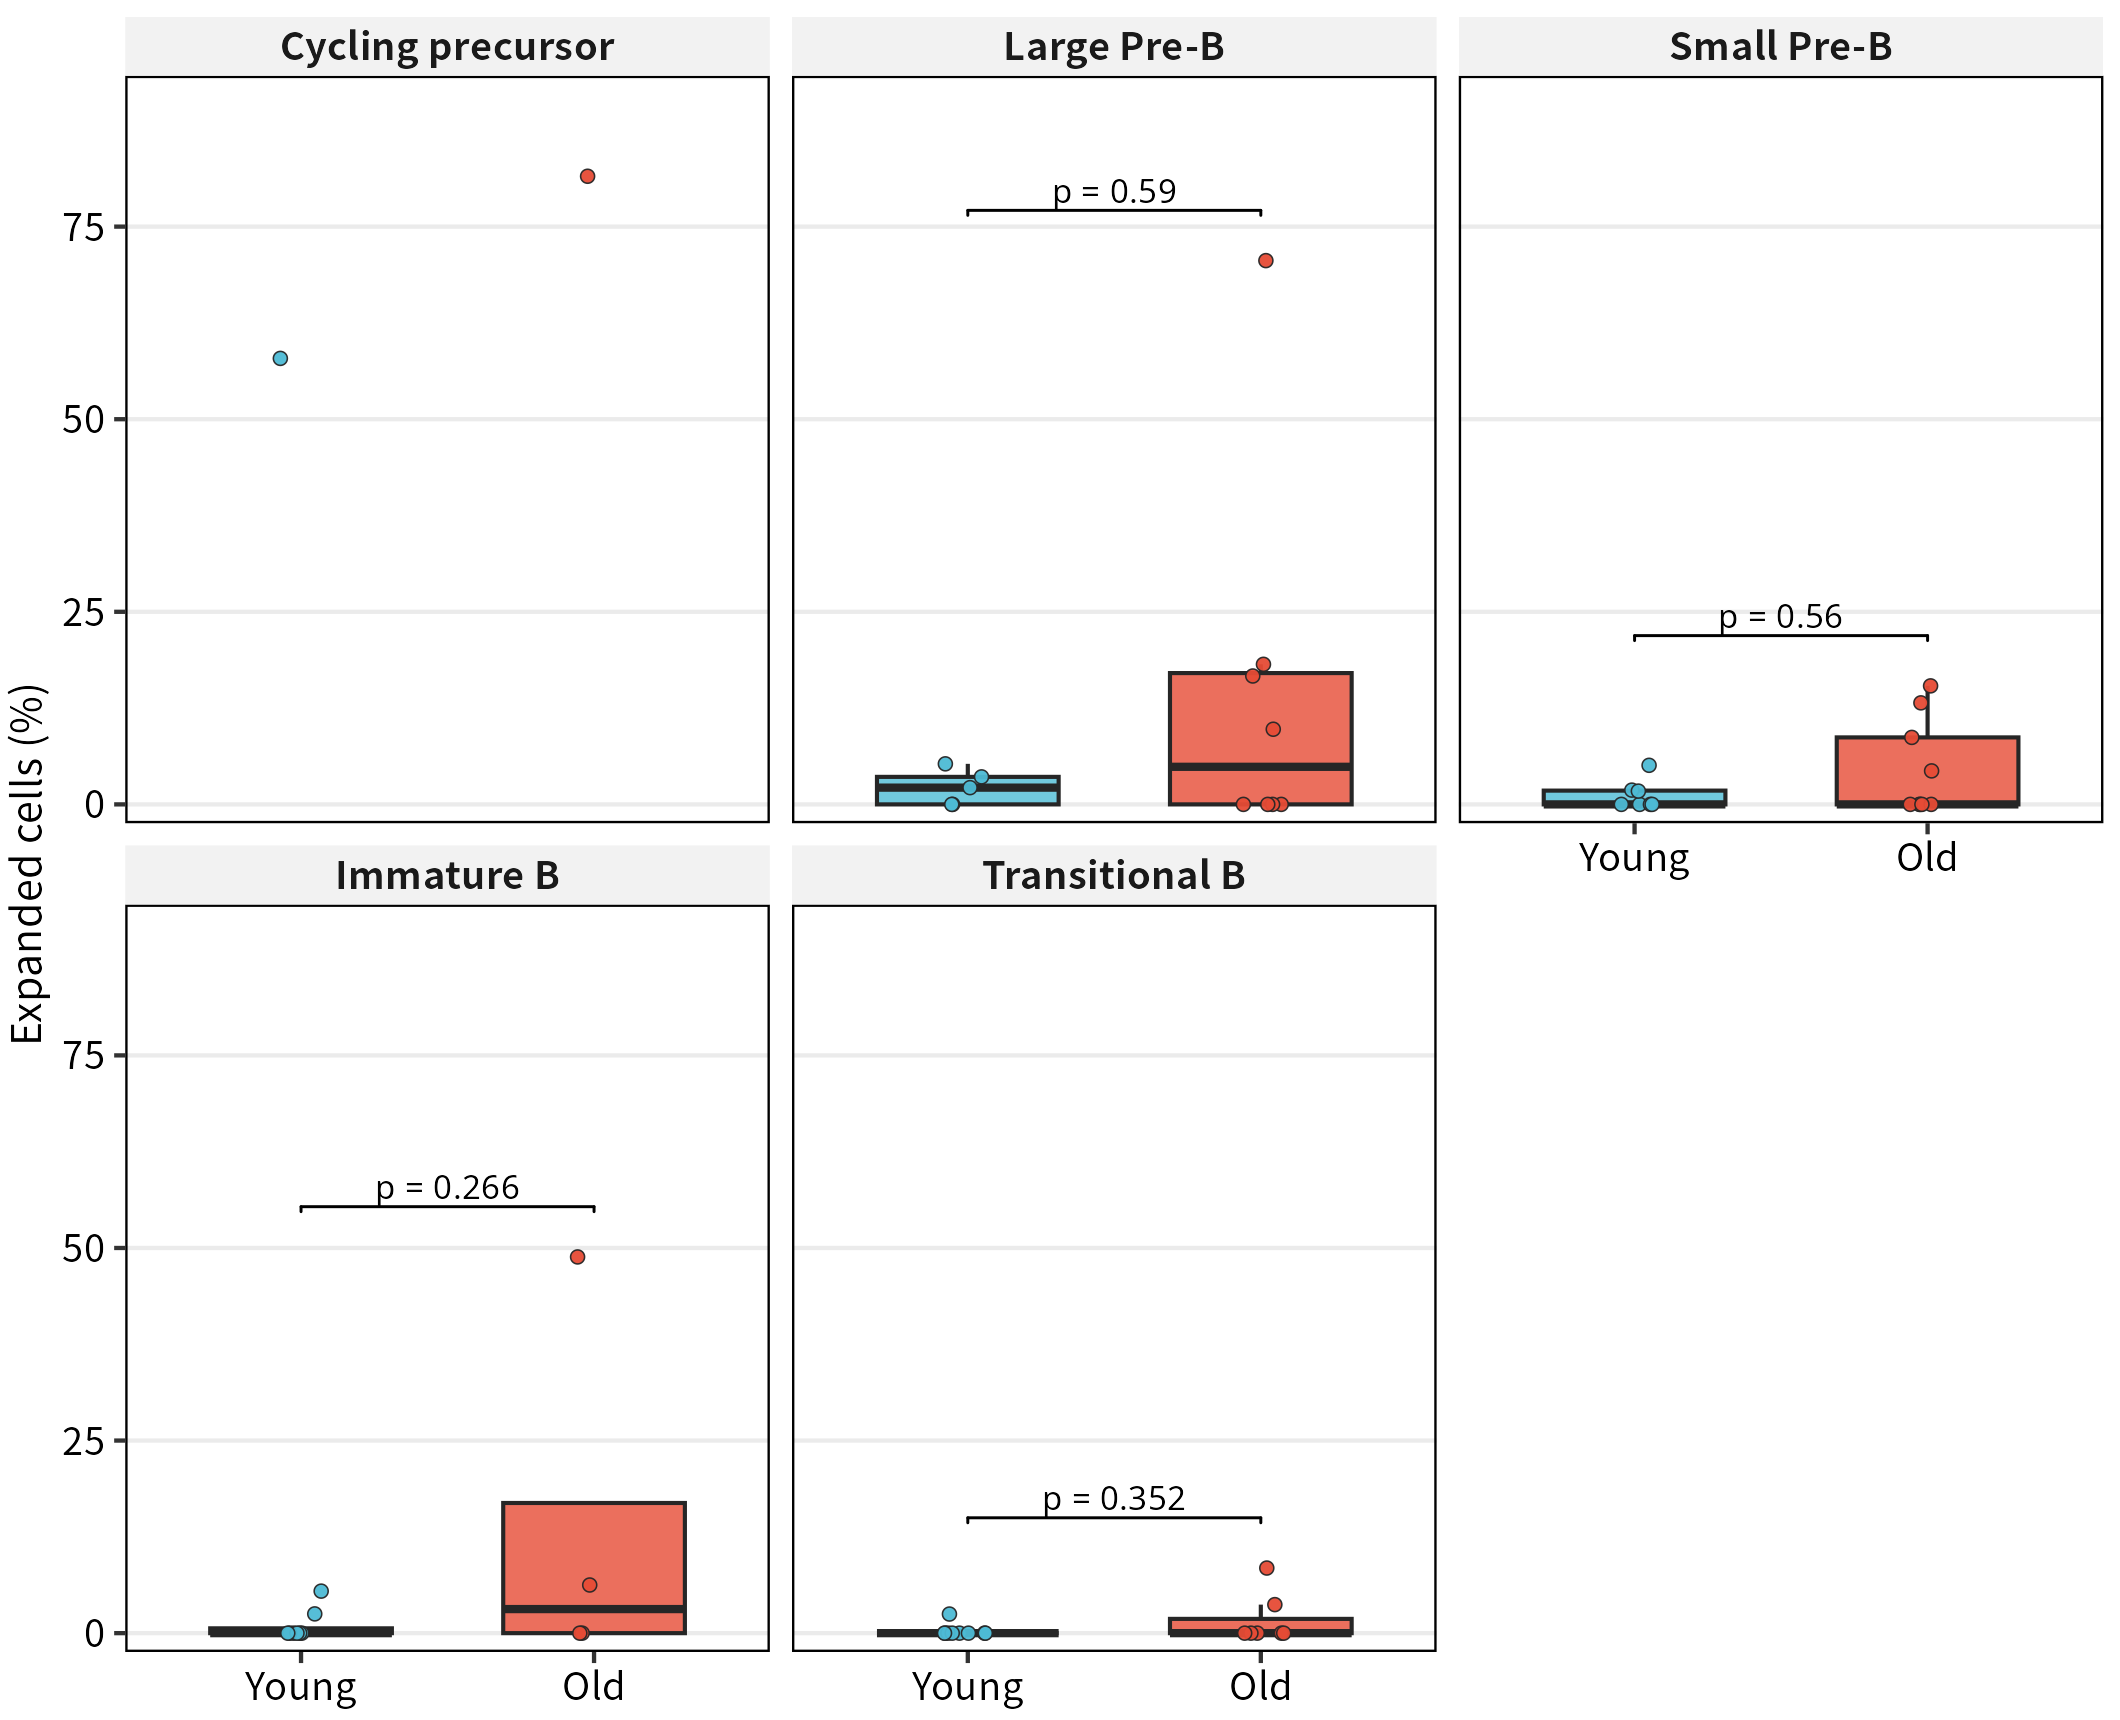 Cycling precursor
Large Pre-B
Small Pre-B
p = 0.59
p = 0.56
75
50
25
0
Young
Old
Expanded cells (%)
Immature B
Transitional B
p = 0.266
p = 0.352
75
50
25
0
Young
Old
Young
Old